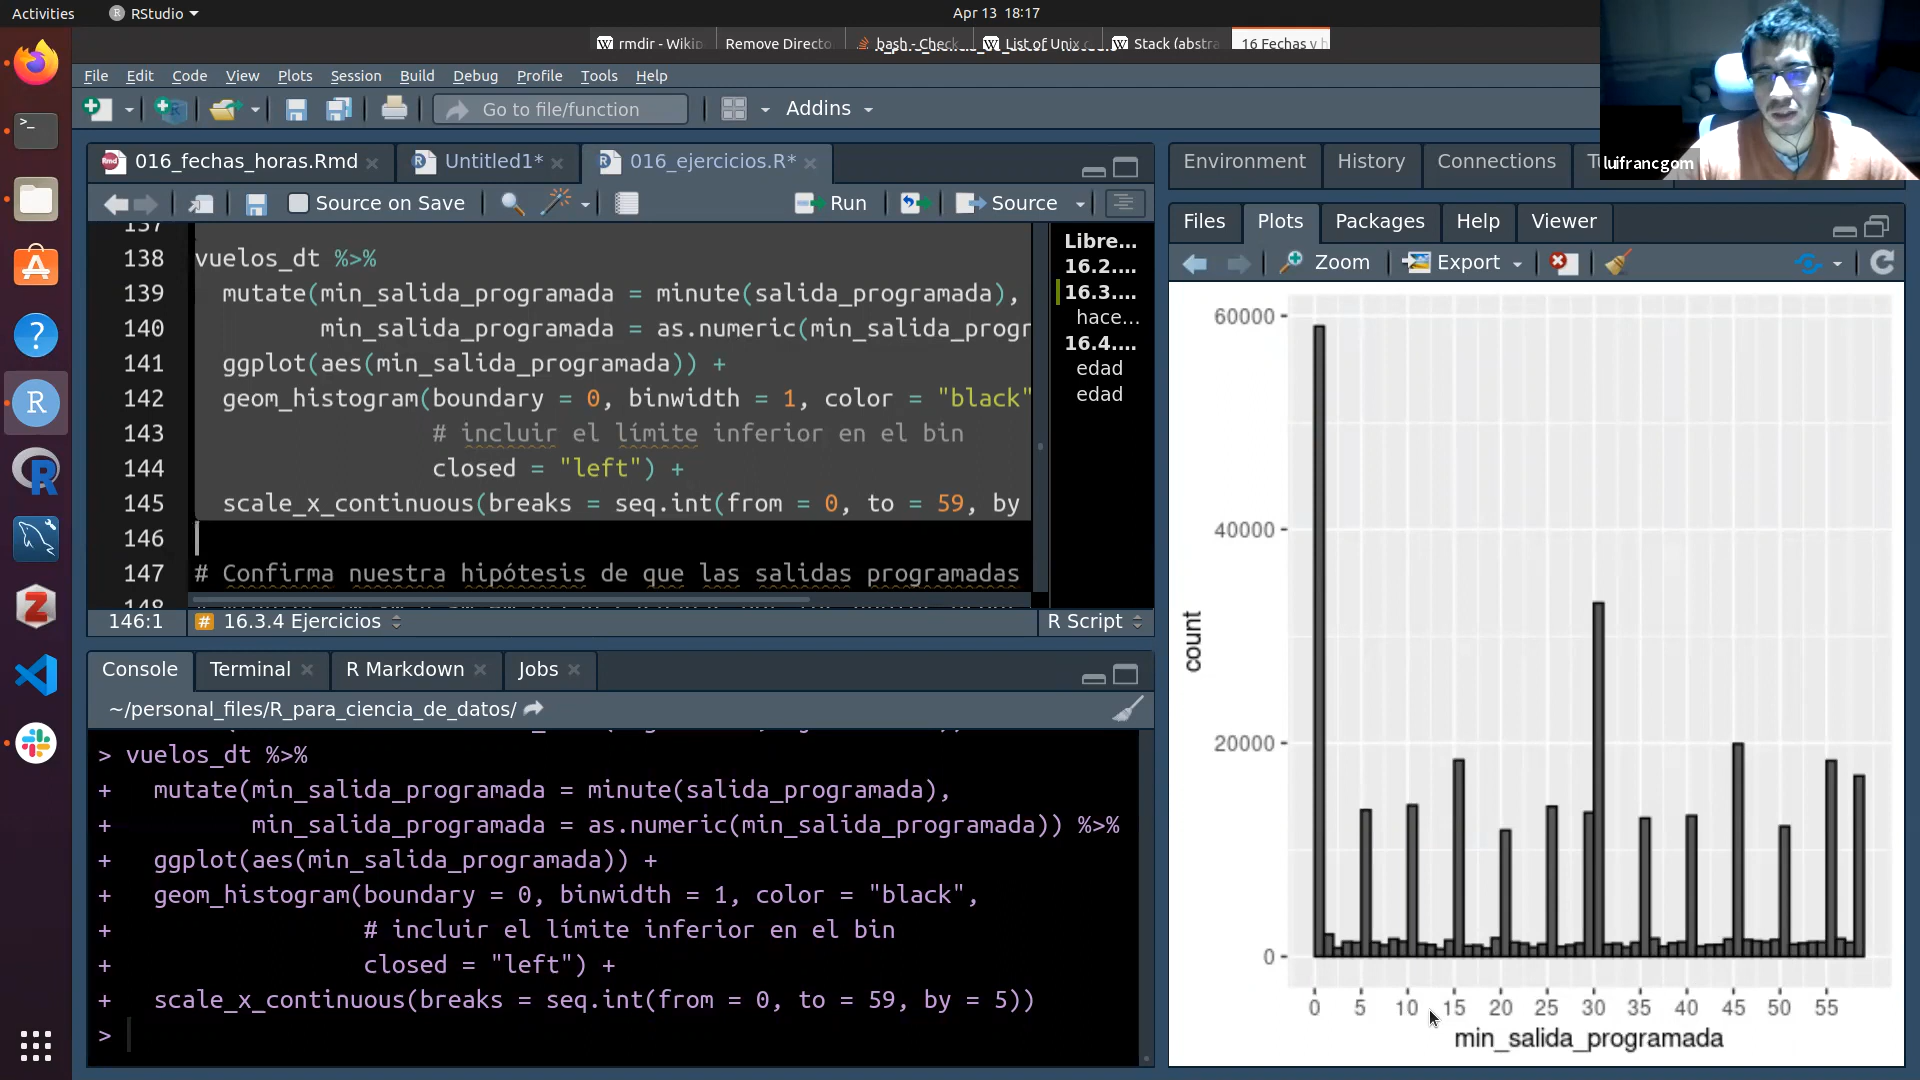 Activities
RStudio
Apr 13 18:17
rmdir - Wikip
Remove Directo
bash - Check
List of Unix c
Stack (abstra
16 Fechas y h
File Edit Code View Plots Session Build Debug Profile Tools Help
Go to file/function
Addins
luifrancgom
016_fechas_horas.Rmd
Untitled1*
016_ejercicios.R*
Source on Save
Run
Source
137
138 vuelos_dt %>%
139 mutate(min_salida_programada = minute(salida_programada),
140 min_salida_programada = as.numeric(min_salida_progr
141 ggplot(aes(min_salida_programada)) +
142 geom_histogram(boundary = 0, binwidth = 1, color = "black"
143 # incluir el límite inferior en el bin
144 closed = "left") +
145 scale_x_continuous(breaks = seq.int(from = 0, to = 59, by
146
147 # Confirma nuestra hipótesis de que las salidas programadas
148
Libre...
16.2....
16.3....
hace...
16.4....
edad
edad
146:1
# 16.3.4 Ejercicios
R Script
Console
Terminal
R Markdown
Jobs
~/personal_files/R_para_ciencia_de_datos/
> vuelos_dt %>%
+ mutate(min_salida_programada = minute(salida_programada),
+ min_salida_programada = as.numeric(min_salida_programada)) %>%
+ ggplot(aes(min_salida_programada)) +
+ geom_histogram(boundary = 0, binwidth = 1, color = "black",
+ # incluir el límite inferior en el bin
+ closed = "left") +
+ scale_x_continuous(breaks = seq.int(from = 0, to = 59, by = 5))
>
Environment
History
Connections
Tu
Files
Plots
Packages
Help
Viewer
Zoom
Export
60000
40000
20000
0
count
0 5 10 15 20 25 30 35 40 45 50 55
min_salida_programada